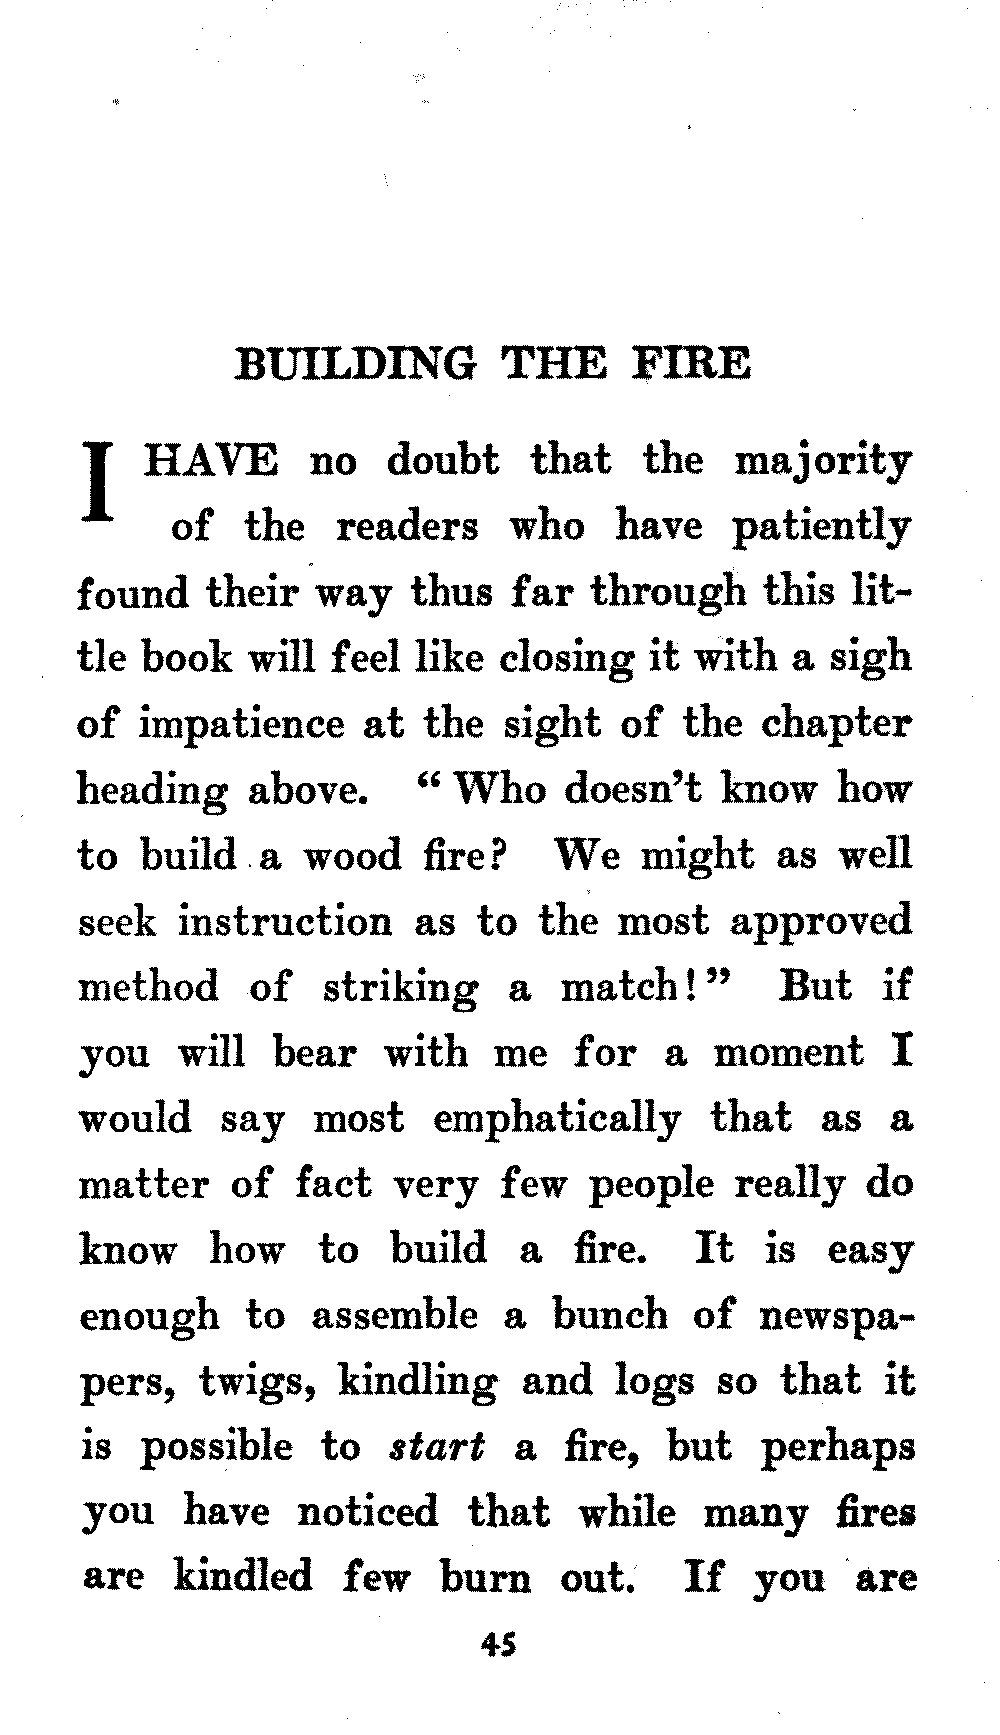 BUILDING THE FIRE
I HAVE no doubt that the majority
of the readers who have patiently
found their way thus far through this lit-
tle book will feel like closing it with a sigh
of impatience at the sight of the chapter
heading above. “Who doesn’t know how
to build a wood fire? We might as well
seek instruction as to the most approved
method of striking a match!” But if
you will bear with me for a moment I
would say most emphatically that as a
matter of fact very few people really do
know how to build a fire. It is easy
enough to assemble a bunch of newspa-
pers, twigs, kindling and logs so that it
is possible to start a fire, but perhaps
you have noticed that while many fires
are kindled few burn out. If you are
45